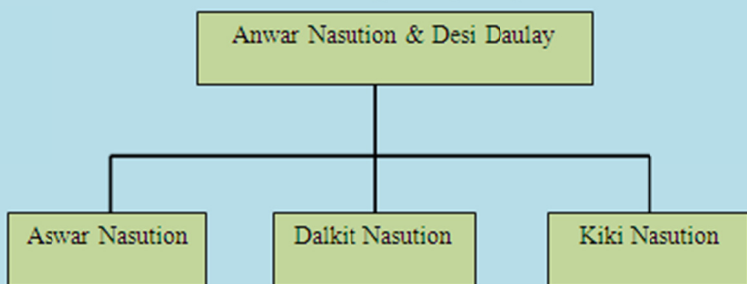 Anwar Nasution & Desi Daulay
Aswar Nasution
Dalkit Nasution
Kiki Nasution